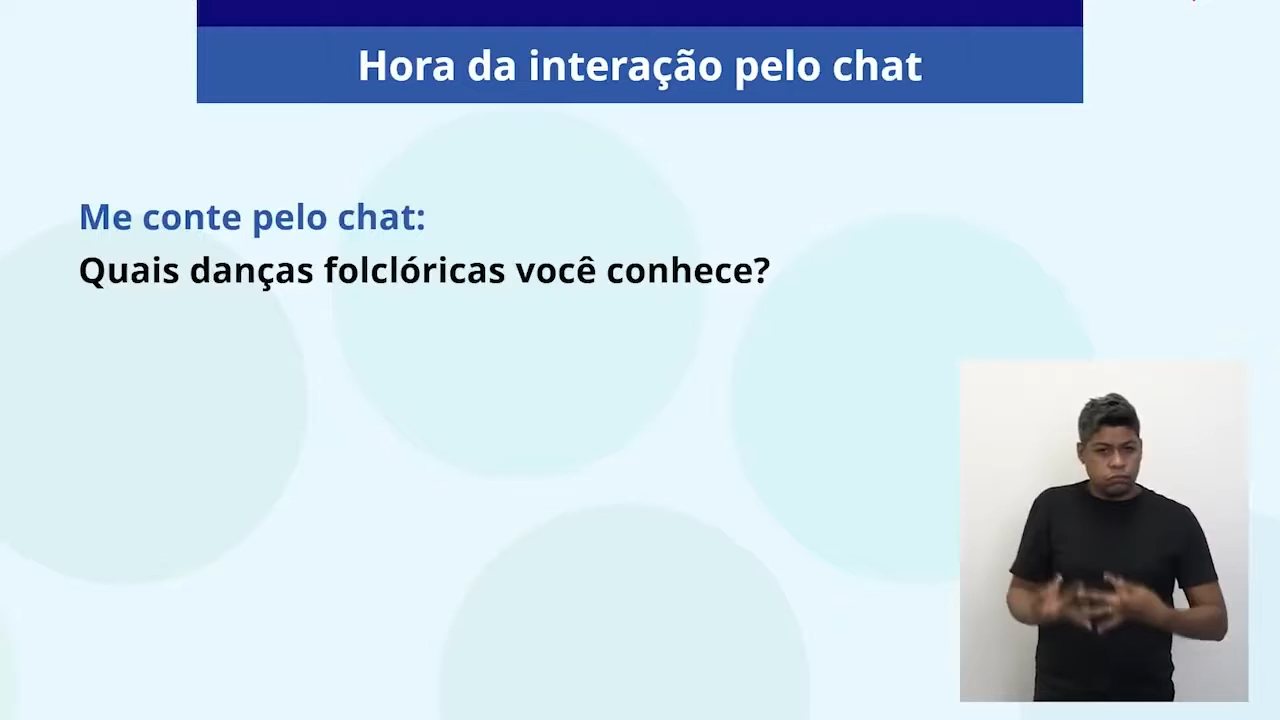 Hora da interação pelo chat
Me conte pelo chat:
Quais danças folclóricas você conhece?